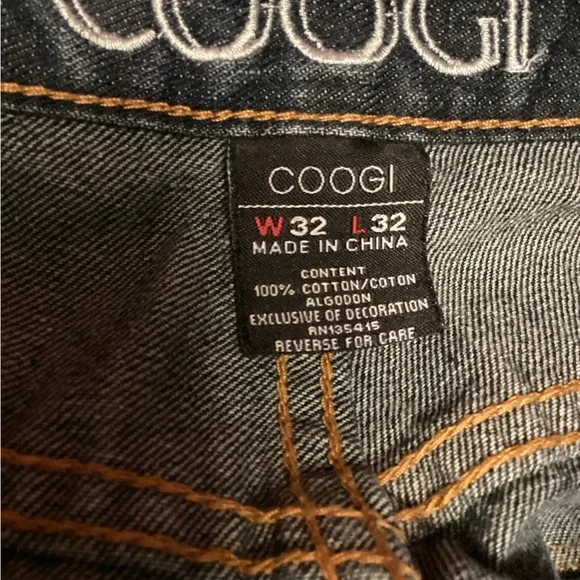 COOGI
COOGI
W32 L32
MADE IN CHINA
CONTENT
100% COTTON/COTON
ALGODON
EXCLUSIVE OF DECORATION
RN135415
REVERSE FOR CARE